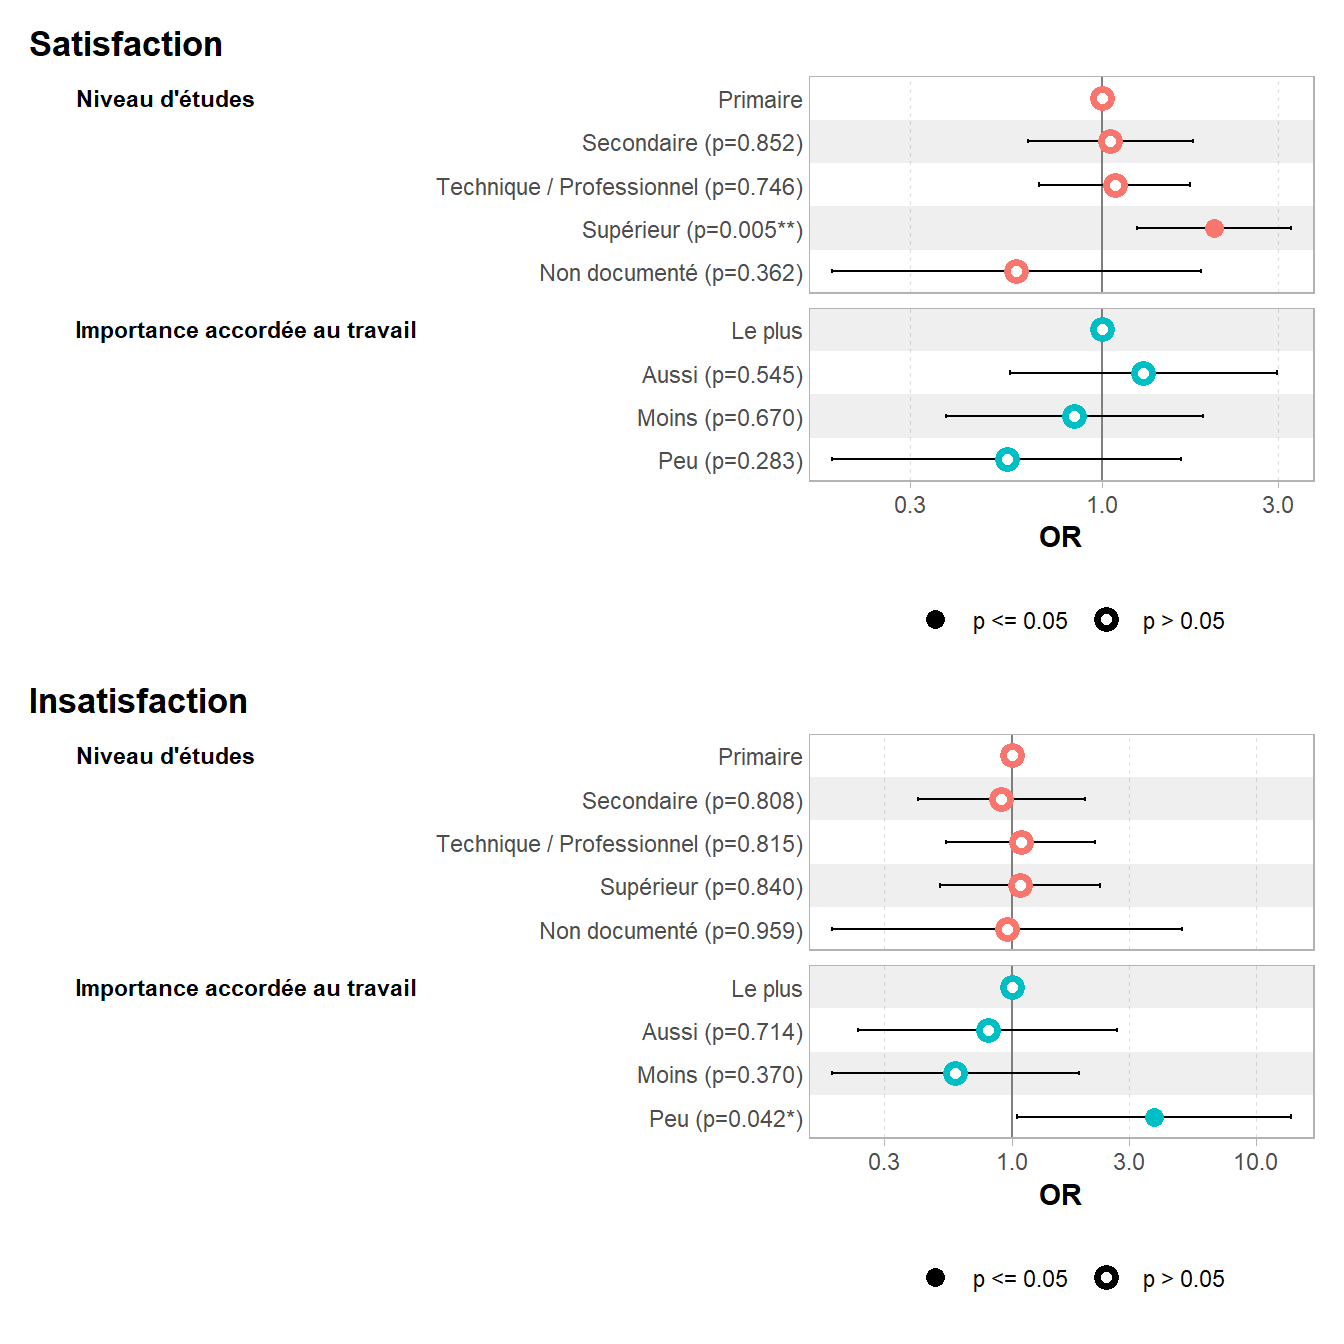 Satisfaction
Niveau d'études
Primaire
Secondaire (p=0.852)
Technique / Professionnel (p=0.746)
Supérieur (p=0.005**)
Non documenté (p=0.362)
Importance accordée au travail
Le plus
Aussi (p=0.545)
Moins (p=0.670)
Peu (p=0.283)
0.3 1.0 3.0
OR
p <= 0.05 p > 0.05
Insatisfaction
Niveau d'études
Primaire
Secondaire (p=0.808)
Technique / Professionnel (p=0.815)
Supérieur (p=0.840)
Non documenté (p=0.959)
Importance accordée au travail
Le plus
Aussi (p=0.714)
Moins (p=0.370)
Peu (p=0.042*)
0.3 1.0 3.0 10.0
OR
p <= 0.05 p > 0.05